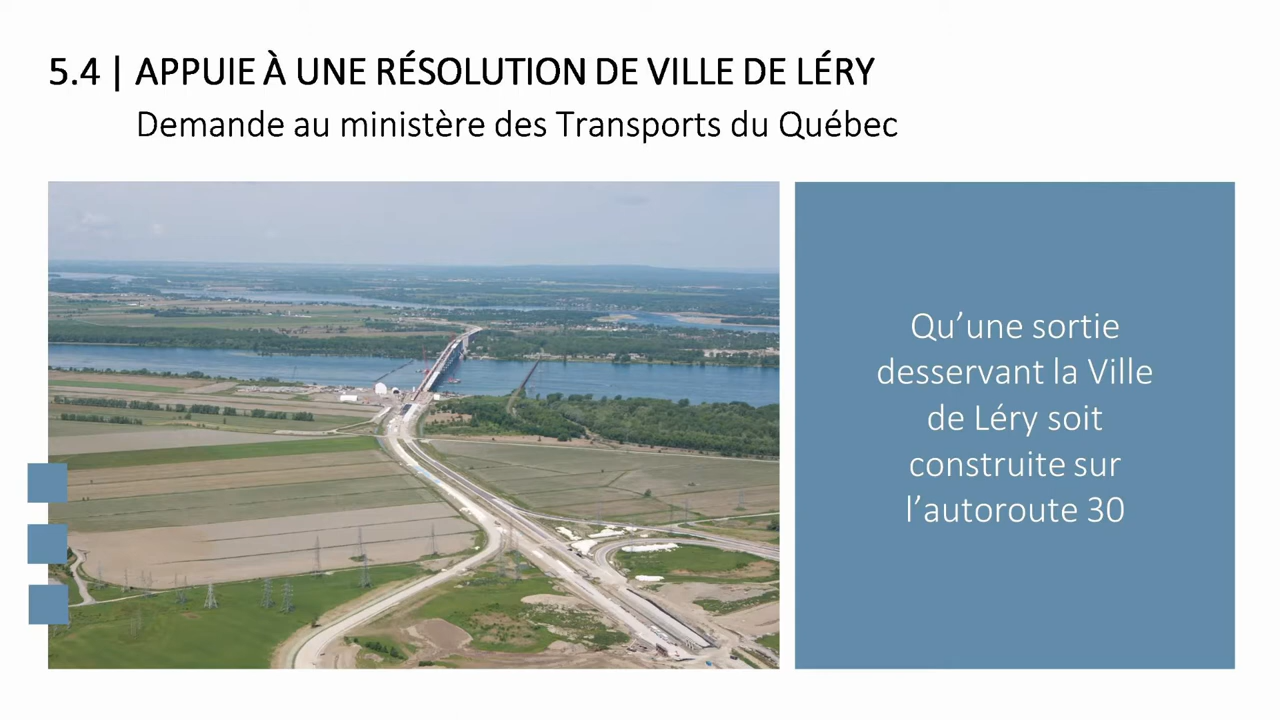 5.4 | APPUIE À UNE RÉSOLUTION DE VILLE DE LÉRY
Demande au ministère des Transports du Québec
Qu’une sortie
desservant la Ville
de Léry soit
construite sur
l’autoroute 30